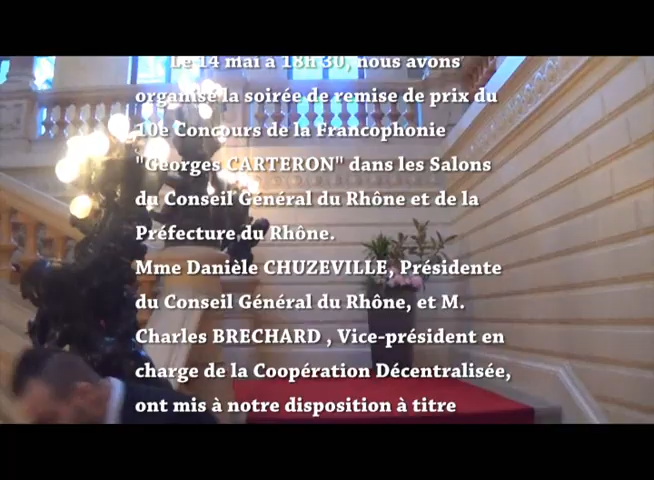 Le 14 mai à 18h 30, nous avons
organisé la soirée de remise de prix du
10e Concours de la Francophonie
"Georges CARTERON" dans les Salons
du Conseil Général du Rhône et de la
Préfecture du Rhône.
Mme Danièle CHUZEVILLE, Présidente
du Conseil Général du Rhône, et M.
Charles BRECHARD , Vice-président en
charge de la Coopération Décentralisée,
ont mis à notre disposition à titre